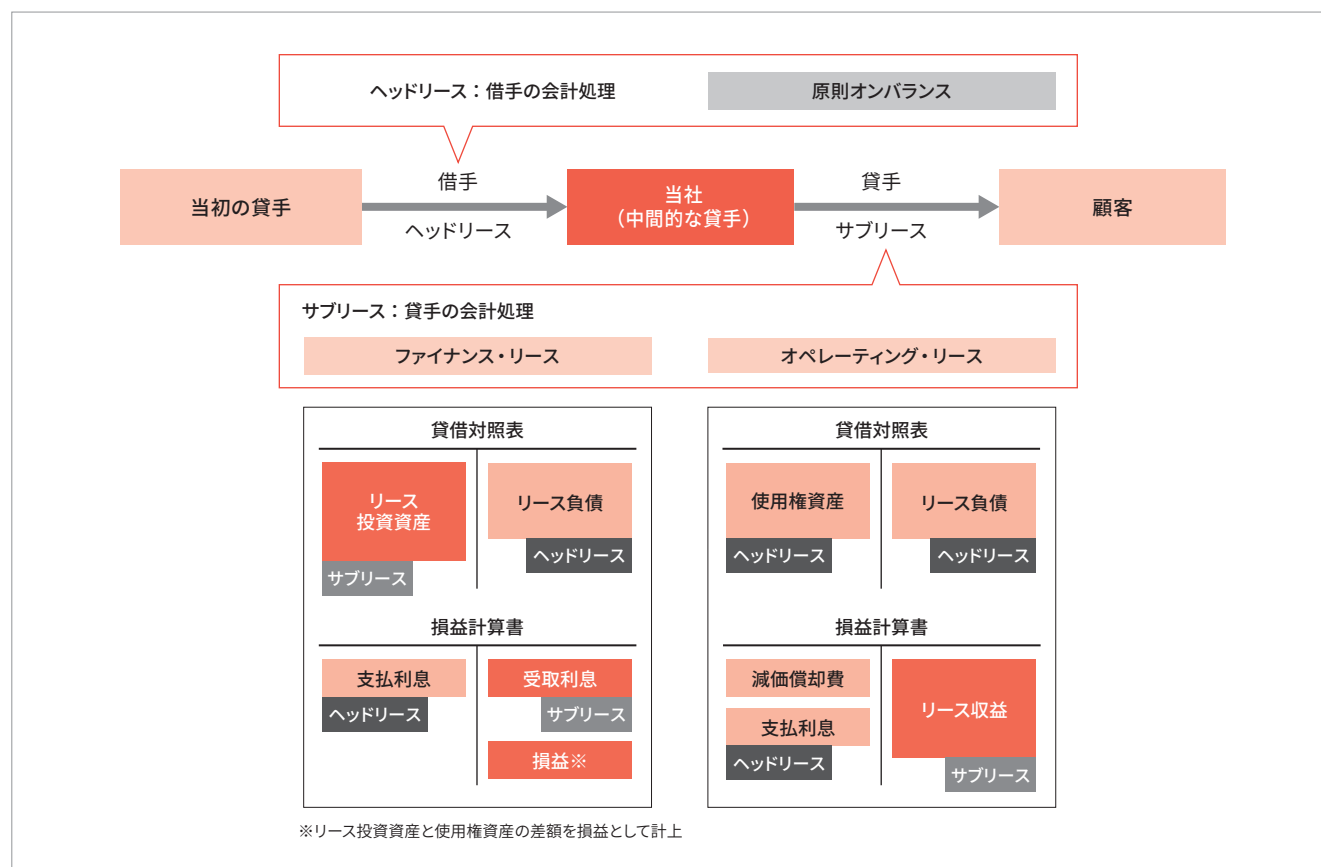 ヘッドリース：借手の会計処理
原則オンバランス
当初の貸手
借手
ヘッドリース
当社
（中間的な貸手）
貸手
サブリース
顧客
サブリース：貸手の会計処理
ファイナンス・リース
オペレーティング・リース
貸借対照表
リース
投資資産
サブリース
リース負債
ヘッドリース
損益計算書
支払利息
ヘッドリース
受取利息
サブリース
損益※
貸借対照表
使用権資産
ヘッドリース
リース負債
ヘッドリース
損益計算書
減価償却費
支払利息
ヘッドリース
リース収益
サブリース
※リース投資資産と使用権資産の差額を損益として計上